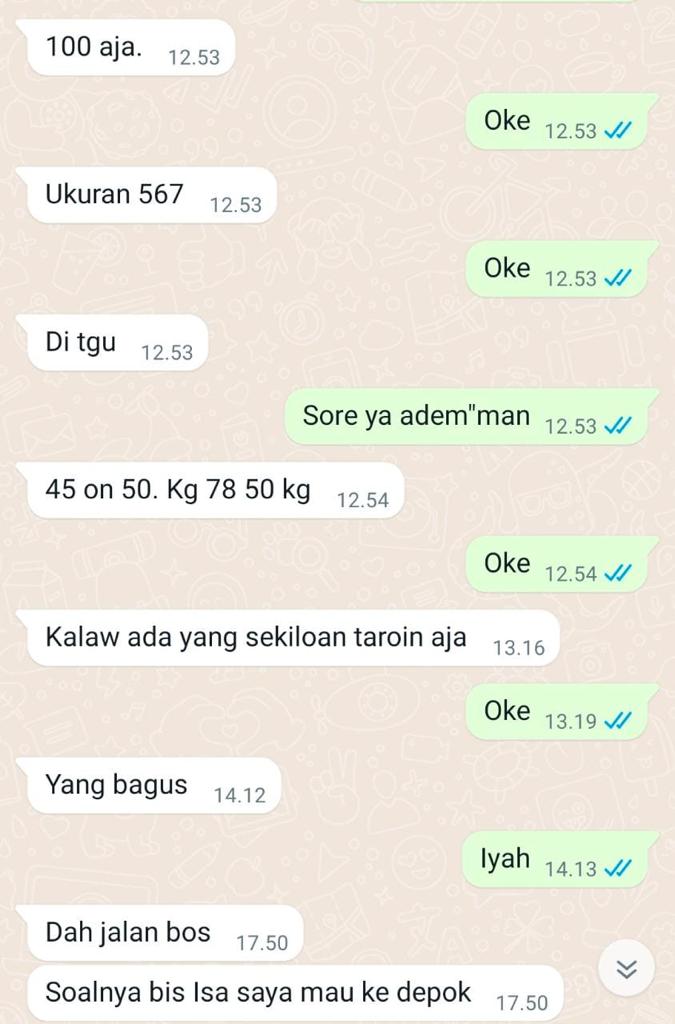 100 aja. 12.53
Oke 12.53
Ukuran 567 12.53
Oke 12.53
Di tgu 12.53
Sore ya adem"man 12.53
45 on 50. Kg 78 50 kg 12.54
Oke 12.54
Kalaw ada yang sekiloan taroin aja 13.16
Oke 13.19
Yang bagus 14.12
Iyah 14.13
Dah jalan bos 17.50
Soalnya bis Isa saya mau ke depok 17.50